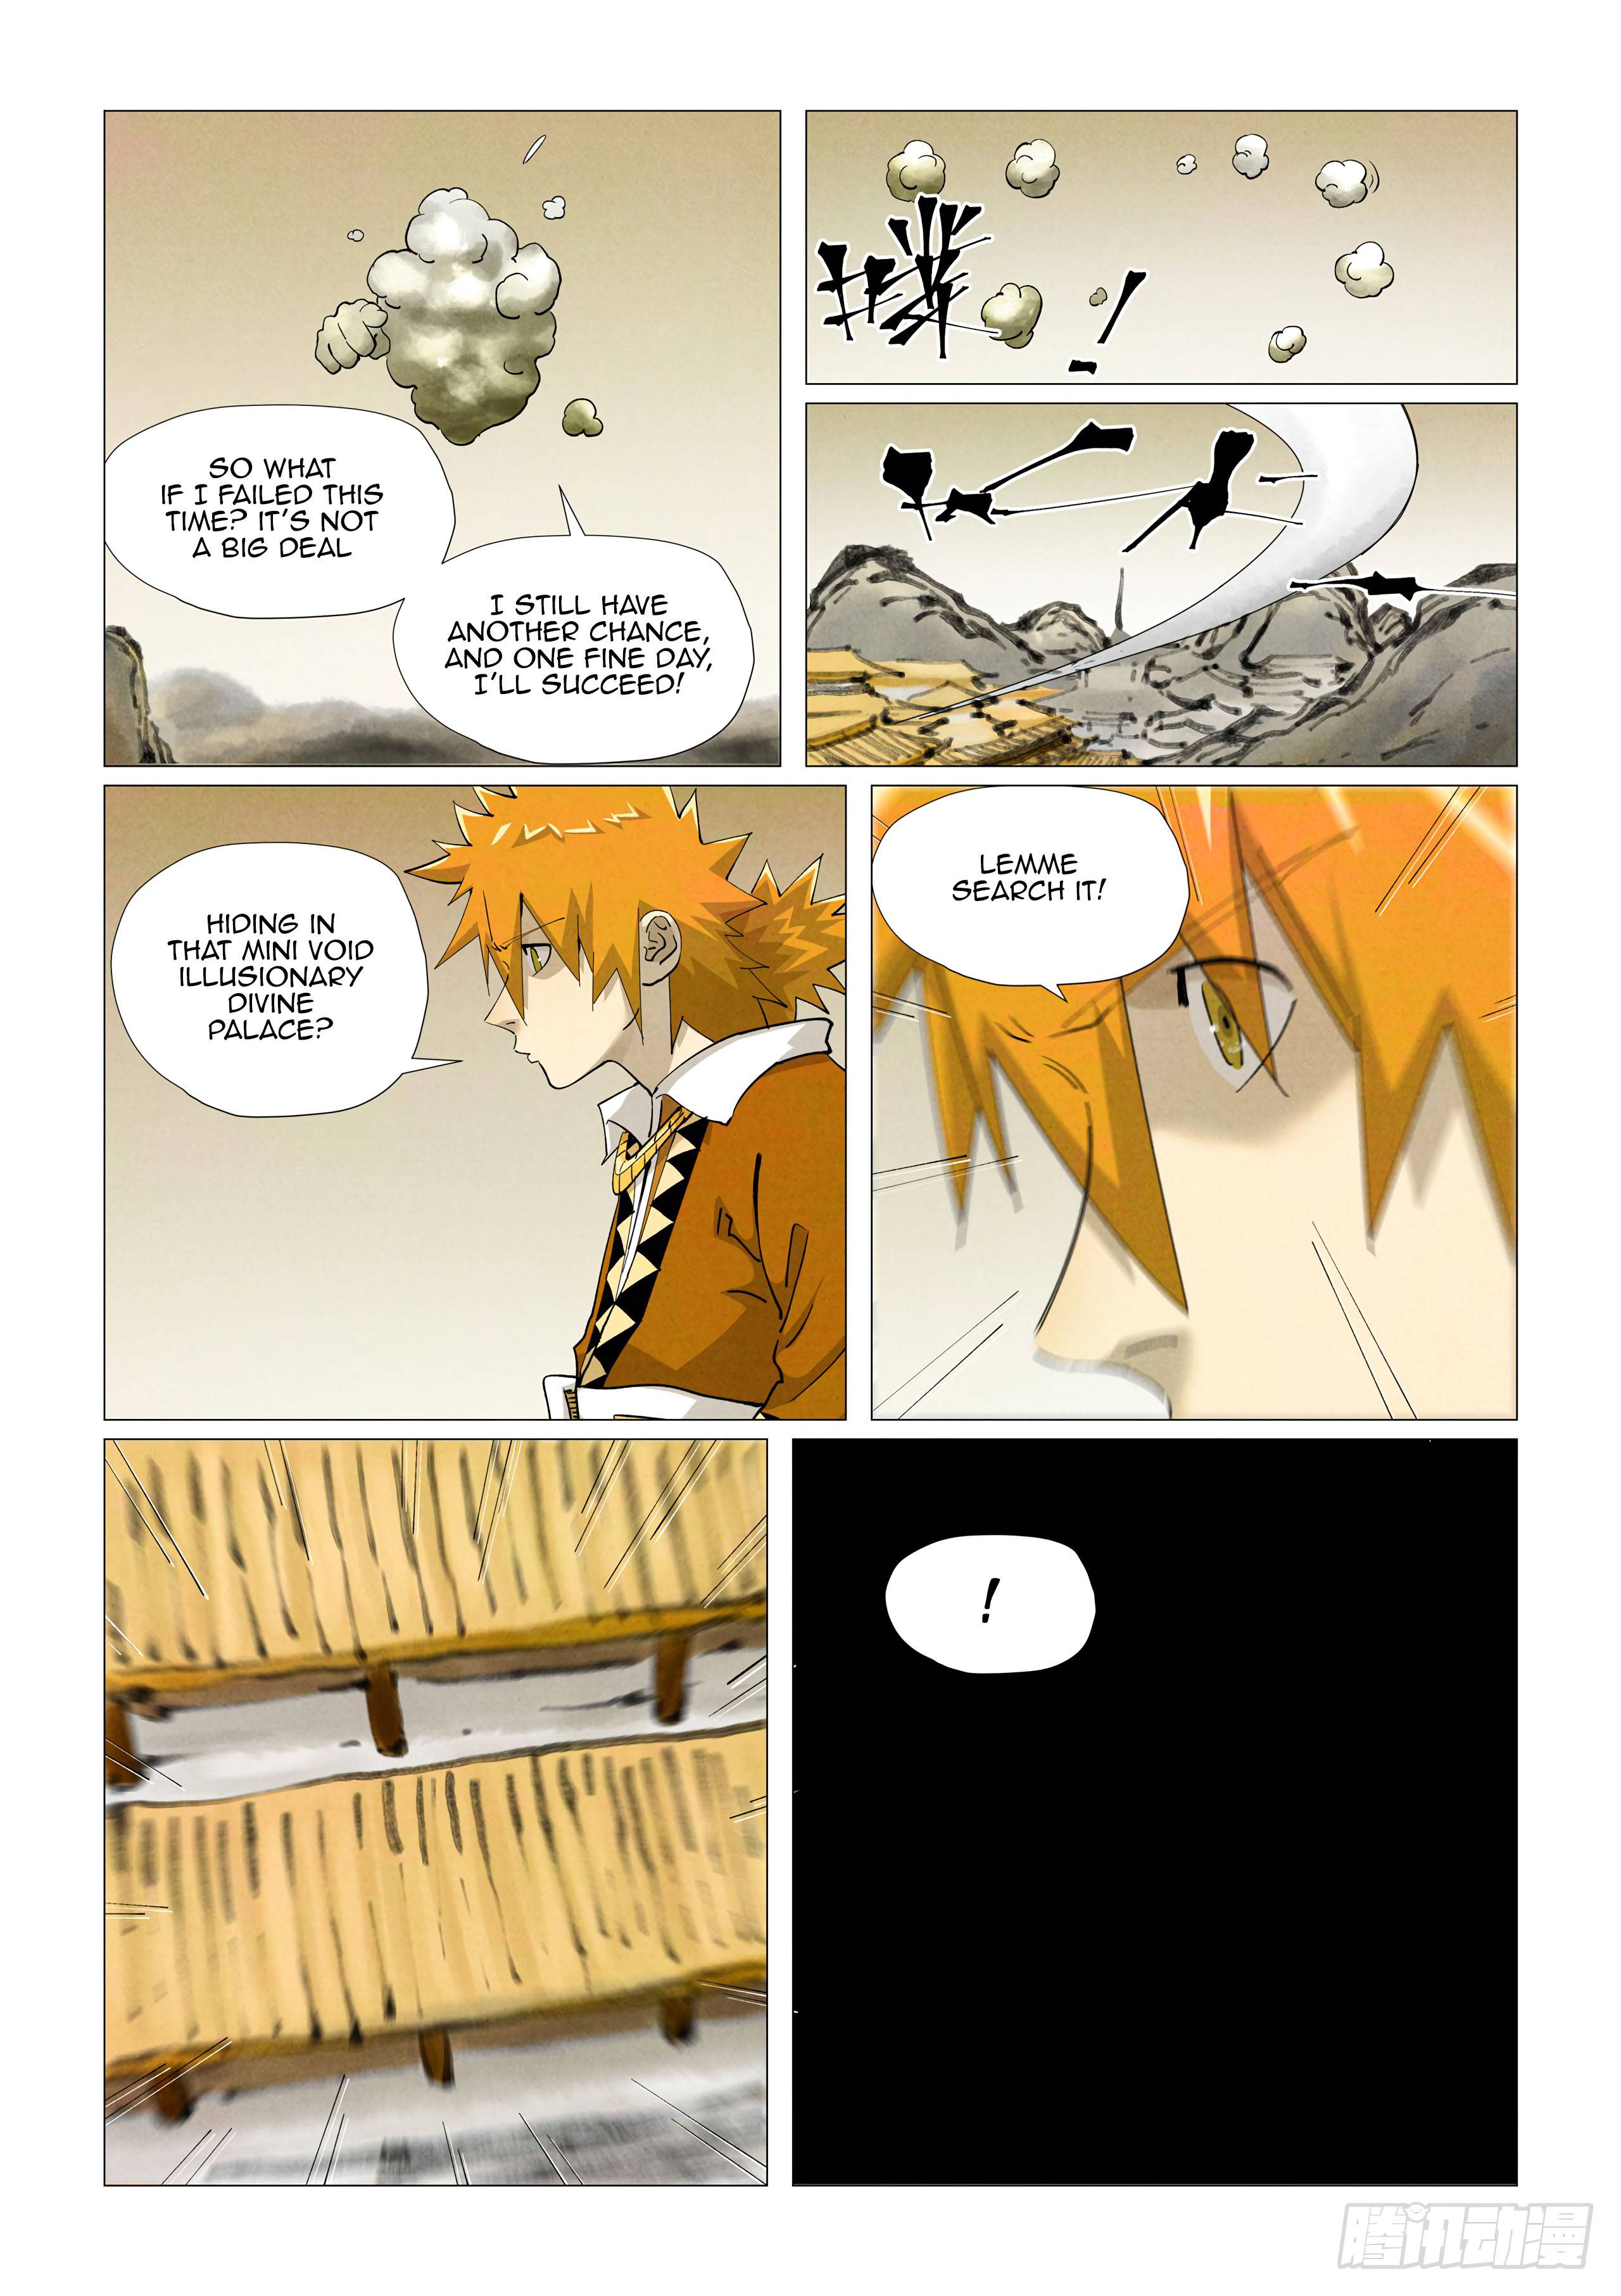 SO WHAT
IF I FAILED THIS
TIME? IT'S NOT
A BIG DEAL
I STILL HAVE
ANOTHER CHANCE,
AND ONE FINE DAY,
I'LL SUCCEED!
噗!
HIDING IN
THAT MINI VOID
ILLUSIONARY
DIVINE
PALACE?
LEMME
SEARCH IT!
!
腾讯动漫